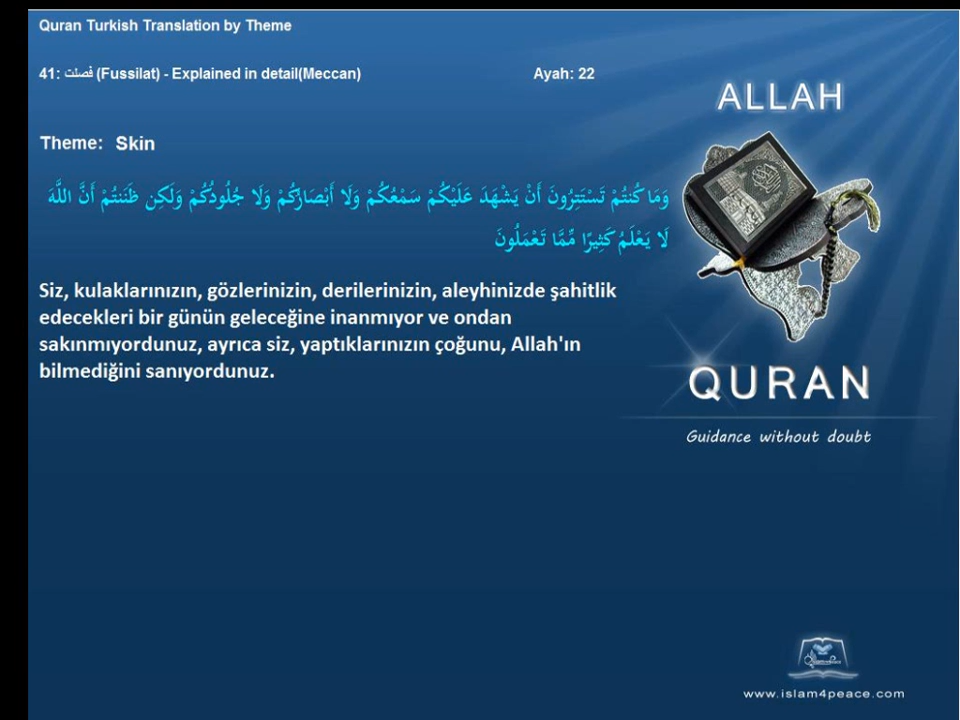 Quran Turkish Translation by Theme
41: فصلت (Fussilat) - Explained in detail(Meccan) Ayah: 22
Theme: Skin
وَمَا كُنتُمْ تَسْتَتِرُونَ أَنْ يَشْهَدَ عَلَيْكُمْ سَمْعُكُمْ وَلَا أَبْصَارُكُمْ وَلَا جُلُودُكُمْ وَلَكِن ظَنَنتُمْ أَنَّ اللَّهَ
لَا يَعْلَمُ كَثِيرًا مِّمَّا تَعْمَلُونَ
Siz, kulaklarınızın, gözlerinizin, derilerinizin, aleyhinizde şahitlik
edecekleri bir günün geleceğine inanmıyor ve ondan
sakınmıyordunuz, ayrıca siz, yaptıklarınızın çoğunu, Allah'ın
bilmediğini sanıyordunuz.
ALLAH
QURAN
Guidance without doubt
www.islam4peace.com